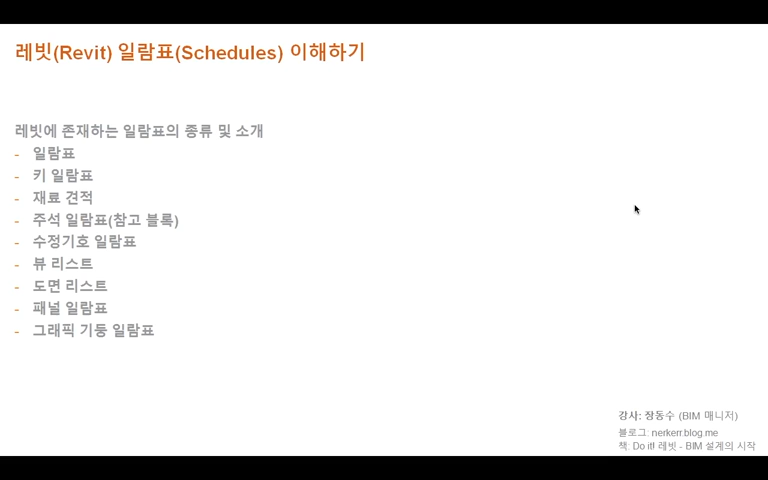 레빗(Revit) 일람표(Schedules) 이해하기
레빗에 존재하는 일람표의 종류 및 소개
- 일람표
- 키 일람표
- 재료 견적
- 주석 일람표(참고 블록)
- 수정기호 일람표
- 뷰 리스트
- 도면 리스트
- 패널 일람표
- 그래픽 기둥 일람표
강사: 장동수 (BIM 매니저)
블로그: nerkerr.blog.me
책: Do it! 레빗 - BIM 설계의 시작